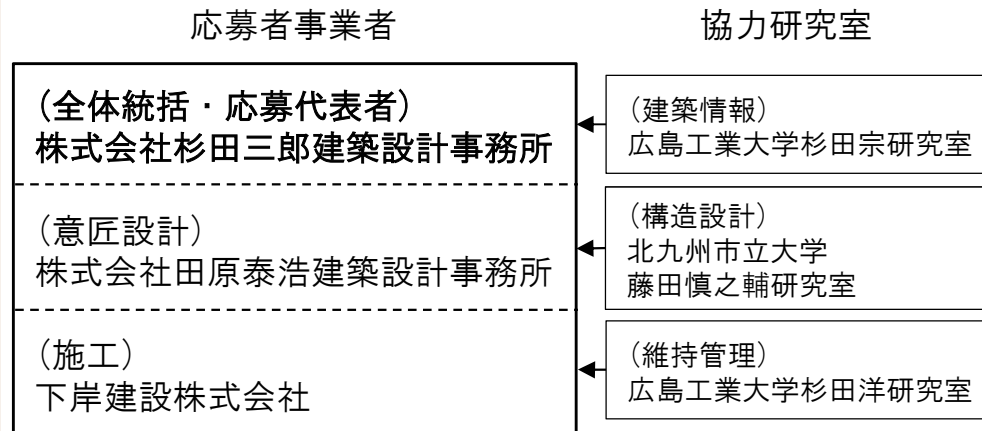 応募者事業者
(全体統括・応募代表者)
株式会社杉田三郎建築設計事務所
(意匠設計)
株式会社田原泰浩建築設計事務所
(施工)
下岸建設株式会社
協力研究室
(建築情報)
広島工業大学杉田宗研究室
(構造設計)
北九州市立大学
藤田慎之輔研究室
(維持管理)
広島工業大学杉田洋研究室